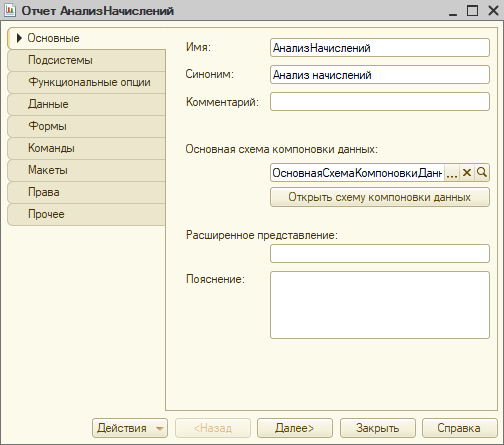 Отчет АнализНачислений
Основные
Подсистемы
Функциональные опции
Данные
Формы
Команды
Макеты
Права
Прочее
Имя: АнализНачислений
Синоним: Анализ начислений
Комментарий:
Основная схема компоновки данных:
ОсновнаяСхемаКомпоновкиДанн ...
Открыть схему компоновки данных
Расширенное представление:
Пояснение:
Действия <Назад Далее> Закрыть Справка